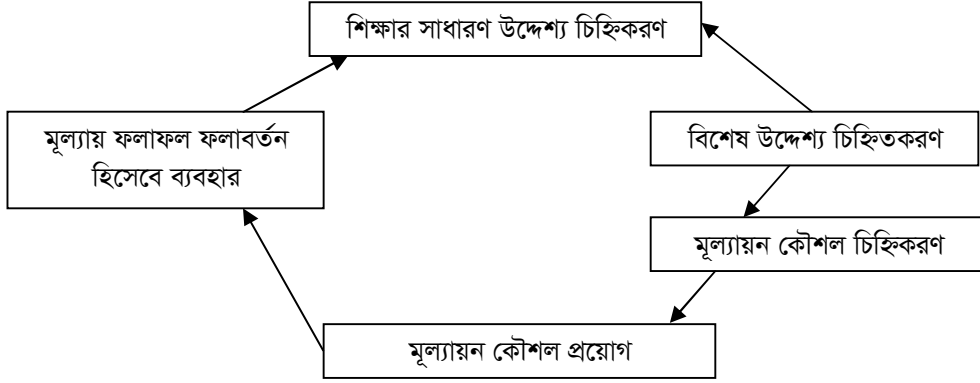 শিক্ষার সাধারণ উদ্দেশ্য চিহ্নিকরণ
বিশেষ উদ্দেশ্য চিহ্নিতকরণ
মূল্যায়ন কৌশল চিহ্নিকরণ
মূল্যায়ন কৌশল প্রয়োগ
মূল্যায় ফলাফল ফলাবর্তন
হিসেবে ব্যবহার